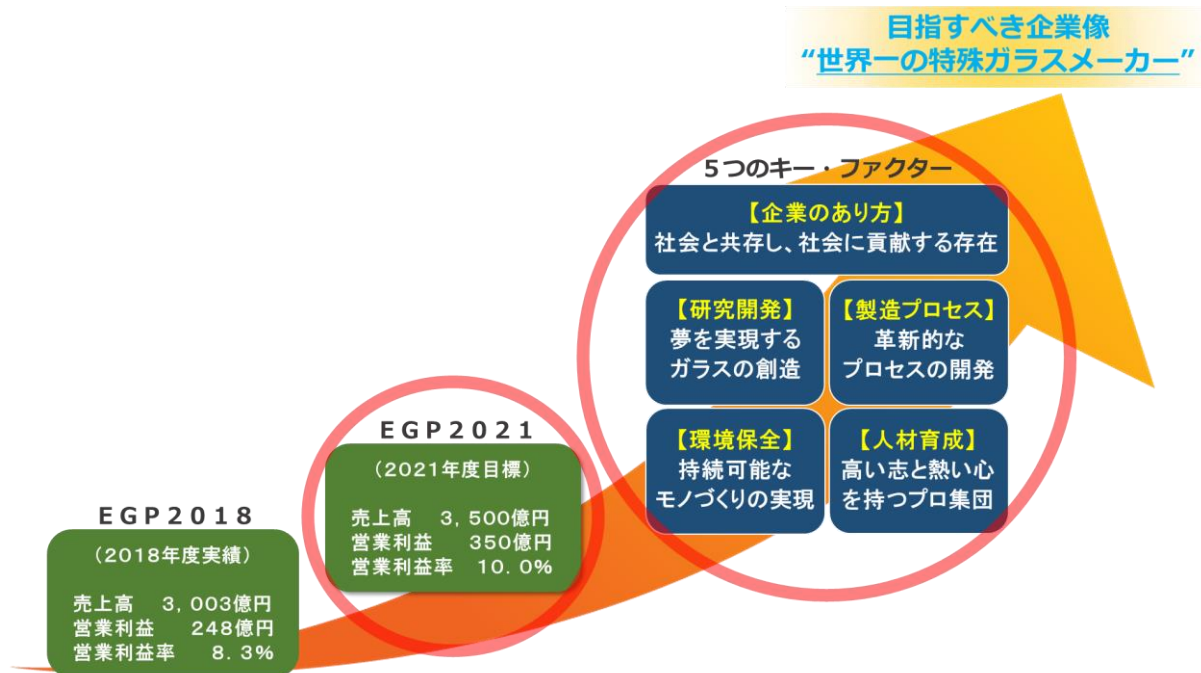 目指すべき企業像
“世界一の特殊ガラスメーカー”
5つのキー・ファクター
【企業のあり方】
社会と共存し、社会に貢献する存在
【研究開発】
夢を実現する
ガラスの創造
【製造プロセス】
革新的な
プロセスの開発
【環境保全】
持続可能な
モノづくりの実現
【人材育成】
高い志と熱い心
を持つプロ集団
EGP2021
(2021年度目標)
売上高 3,500億円
営業利益 350億円
営業利益率 10.0%
EGP2018
(2018年度実績)
売上高 3,003億円
営業利益 248億円
営業利益率 8.3%